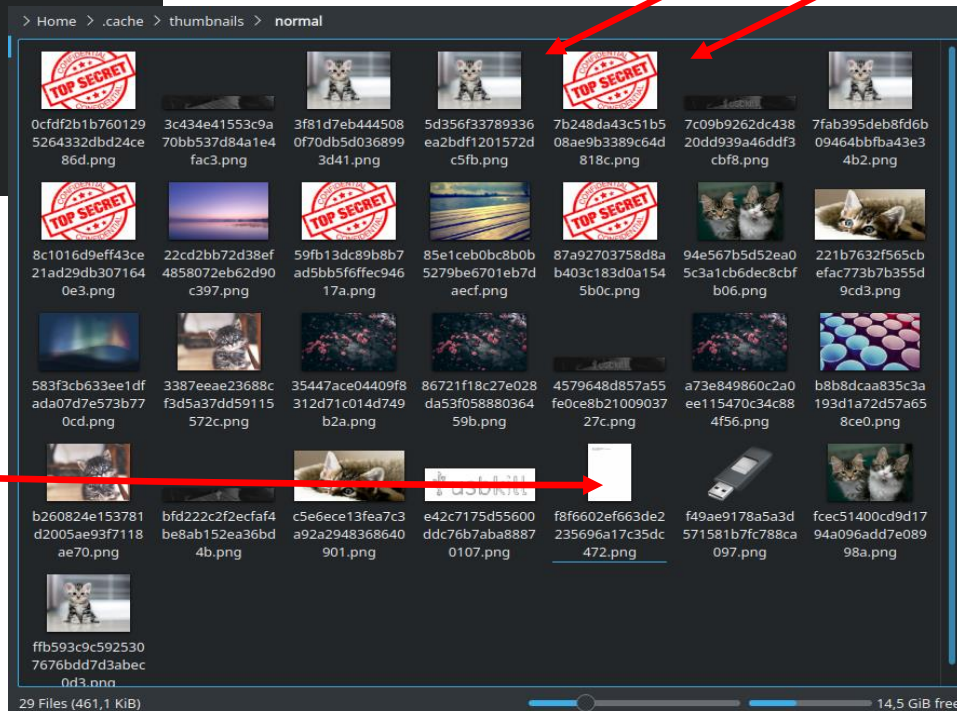 > Home > .cache > thumbnails > normal
CONFIDENTIAL
TOP SECRET
CONFIDENTIAL
TOP SECRET
0cfdf2b1b760129
5264332dbd24ce
86d.png
3c434e41553c9a
70bb537d84a1e4
fac3.png
3f81d7eb444508
0f70db5d036899
3d41.png
5d356f33789336
ea2bdf1201572d
c5fb.png
7b248da43c51b5
08ae9b3389c64d
818c.png
7c09b9262dc438
20dd939a46ddf3
cbf8.png
7fab395deb8fd6b
09464bbfba43e3
4b2.png
CONFIDENTIAL
TOP SECRET
CONFIDENTIAL
TOP SECRET
CONFIDENTIAL
TOP SECRET
8c1016d9eff43ce
21ad29db307164
0e3.png
22cd2bb72d38ef
4858072eb62d90
c397.png
59fb13dc89b8b7
ad5bb5f6ffec946
17a.png
85e1ceb0bc8b0b
5279be6701eb7d
aecf.png
87a92703758d8a
b403c183d0a154
5b0c.png
94e567b5d52ea0
5c3a1cb6dec8cbf
b06.png
221b7632f565cb
efac773b7b355d
9cd3.png
583f3cb633ee1df
ada07d7e573b77
0cd.png
3387eeae23688c
f3d5a37dd59115
572c.png
35447ace04409f8
312d71c014d749
b2a.png
86721f18c27e028
da53f058880364
59b.png
4579648d857a55
fe0ce8b21009037
27c.png
a73e849860c2a0
ee115470c34c88
4f56.png
b8b8dcaa835c3a
193d1a72d57a65
8ce0.png
usbkill
b260824e153781
d2005ae93f7118
ae70.png
bfd222c2f2ecfaf4
be8ab152ea36bd
4b.png
c5e6ece13fea7c3
a92a2948368640
901.png
e42c7175d55600
ddc76b7aba8887
0107.png
f8f6602ef663de2
235696a17c35dc
472.png
f49ae9178a5a3d
571581b7fc788ca
097.png
fcec51400cd9d17
94a096add7e089
98a.png
ffb593c9c592530
7676bdd7d3abec
0d3.png
29 Files (461,1 KiB)
14,5 GiB free